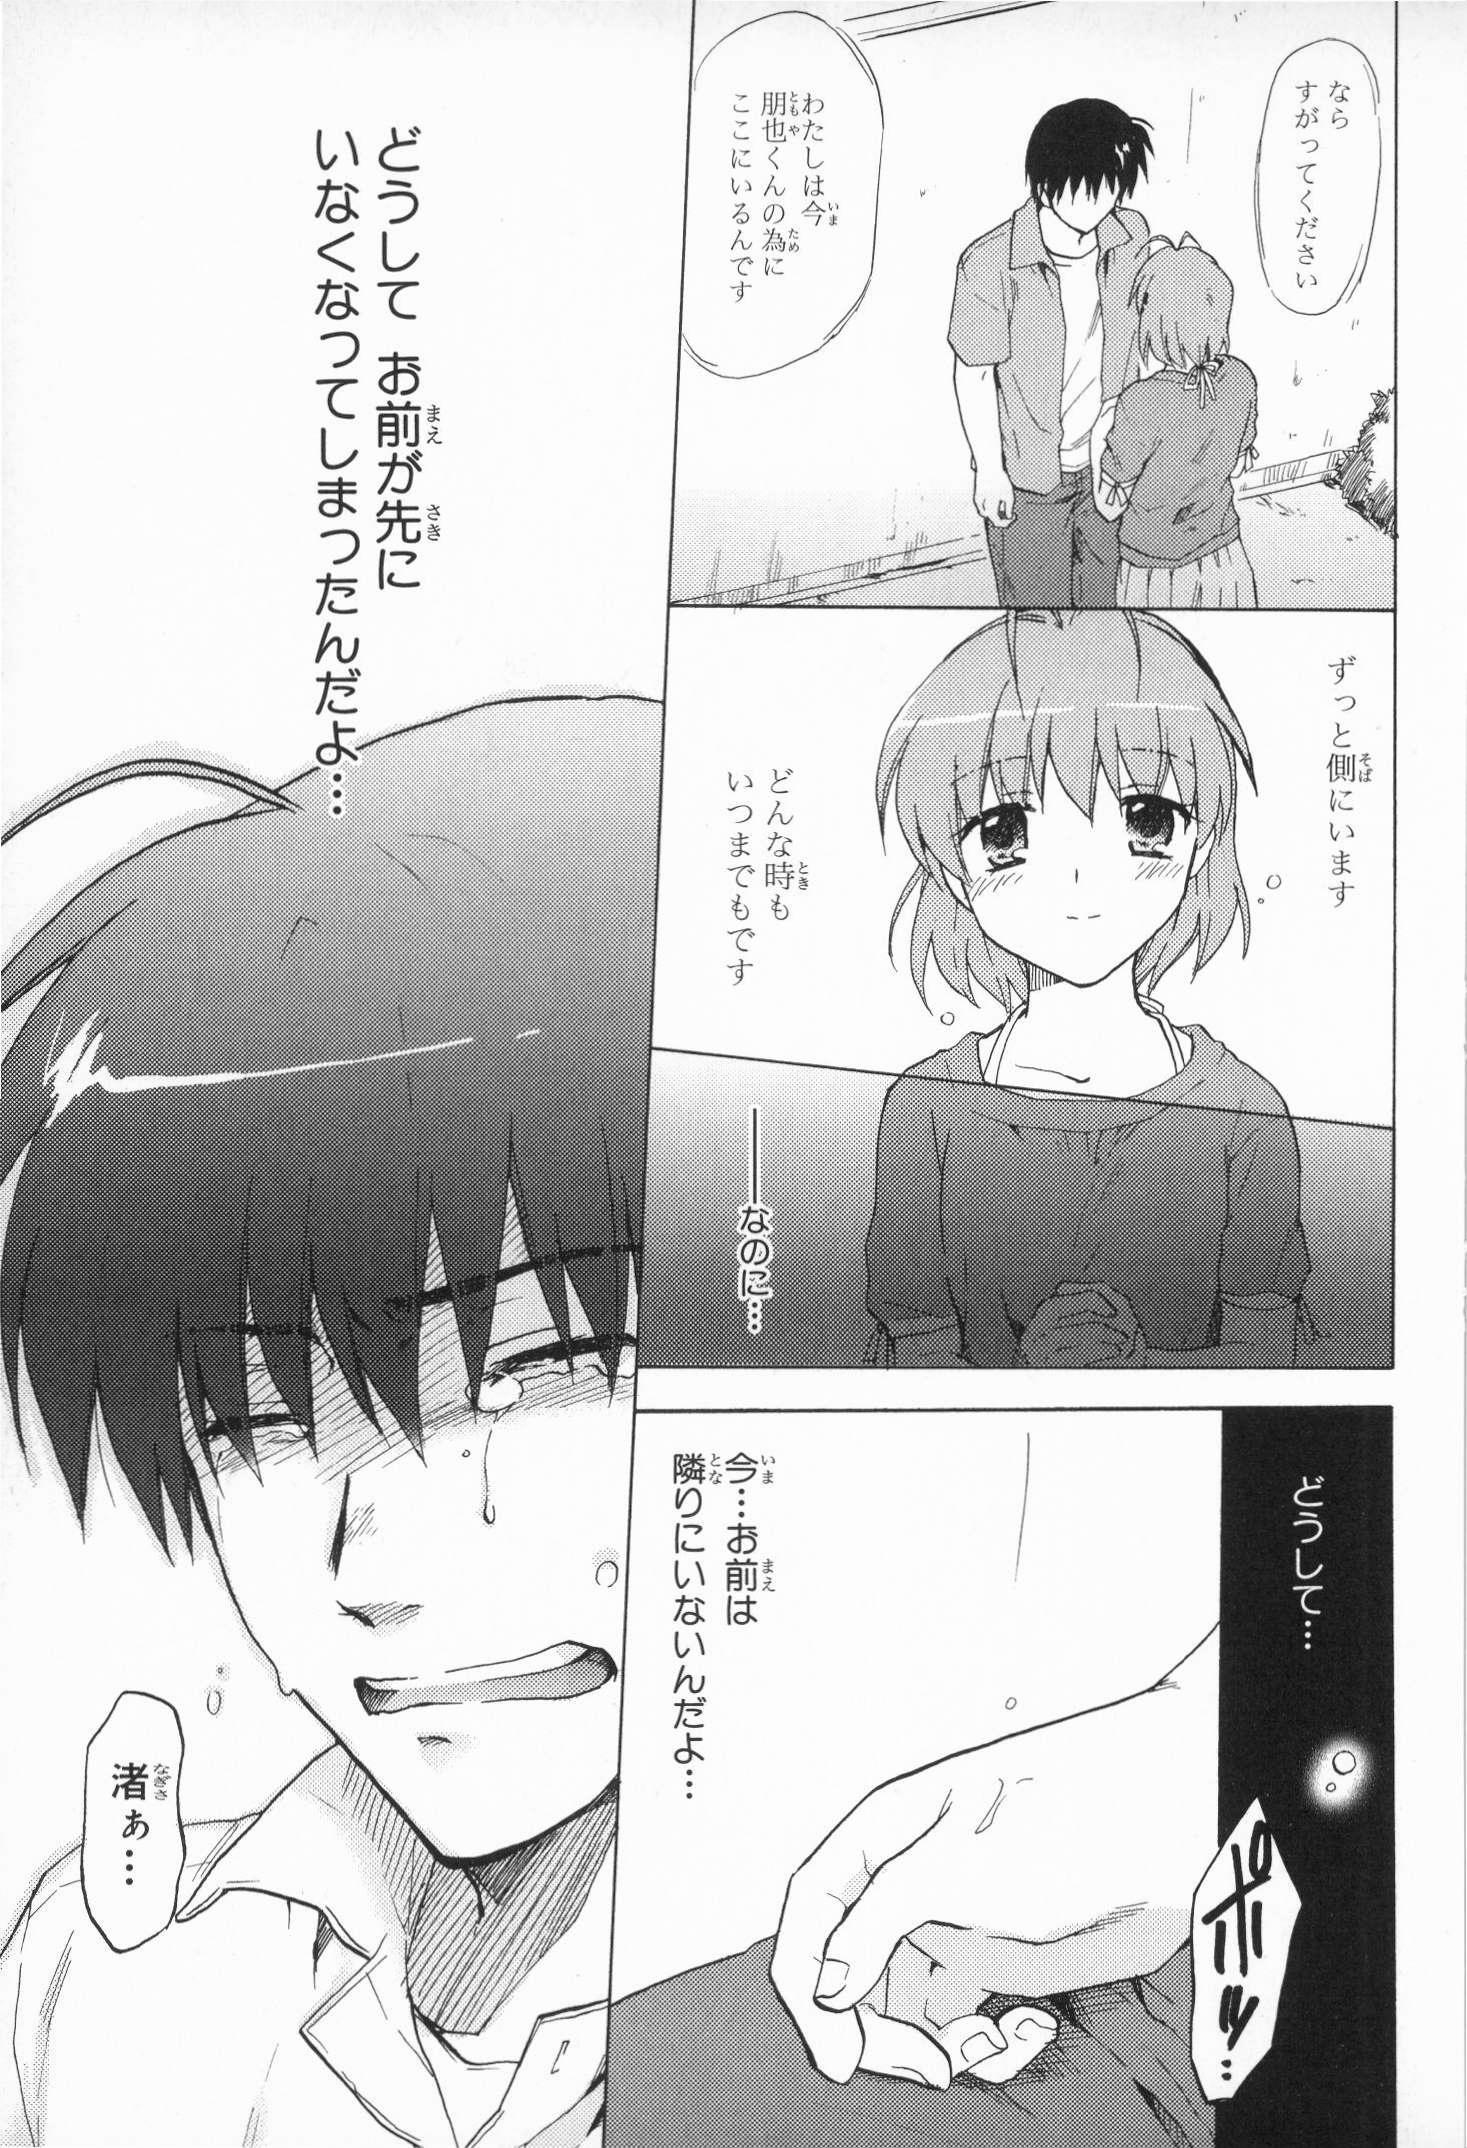 なら
すがってください
わたしは今
朋也くんの為に
ここにいるんです
ずっと側にいます
どんな時も
いつまでもです
――なのに…
どうして…
ポッ…
今…お前は
隣りにいないんだよ…
どうして お前が先に
いなくなってしまったんだよ…
渚ぁ…